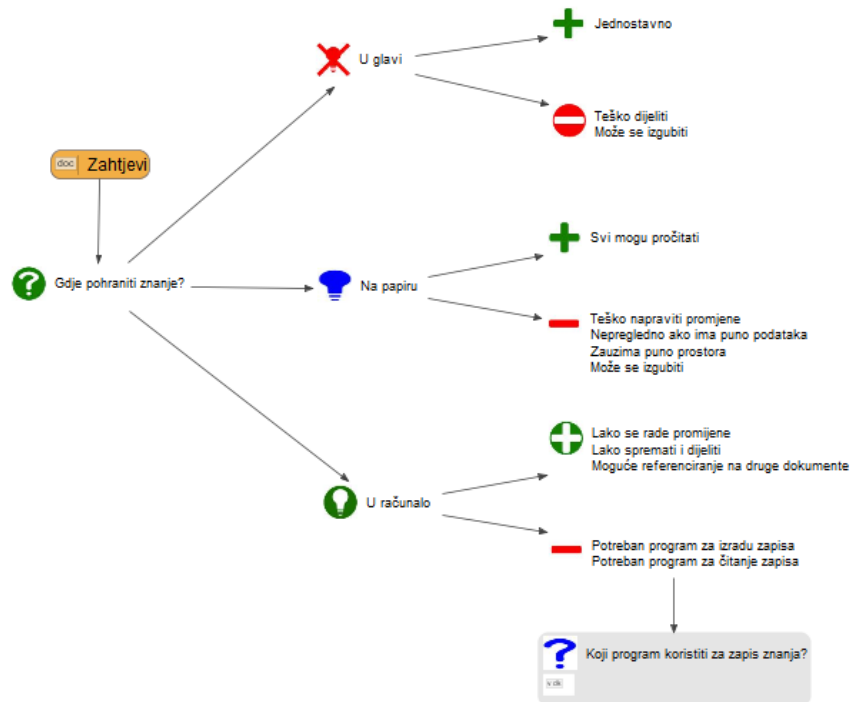 U glavi
Jednostavno
Teško dijeliti
Može se izgubiti
doc Zahtjevi
Gdje pohraniti znanje?
Na papiru
Svi mogu pročitati
Teško napraviti promjene
Nepregledno ako ima puno podataka
Zauzima puno prostora
Može se izgubiti
U računalo
Lako se rade promijene
Lako spremati i dijeliti
Moguće referenciranje na druge dokumente
Potreban program za izradu zapisa
Potreban program za čitanje zapisa
Koji program koristiti za zapis znanja?